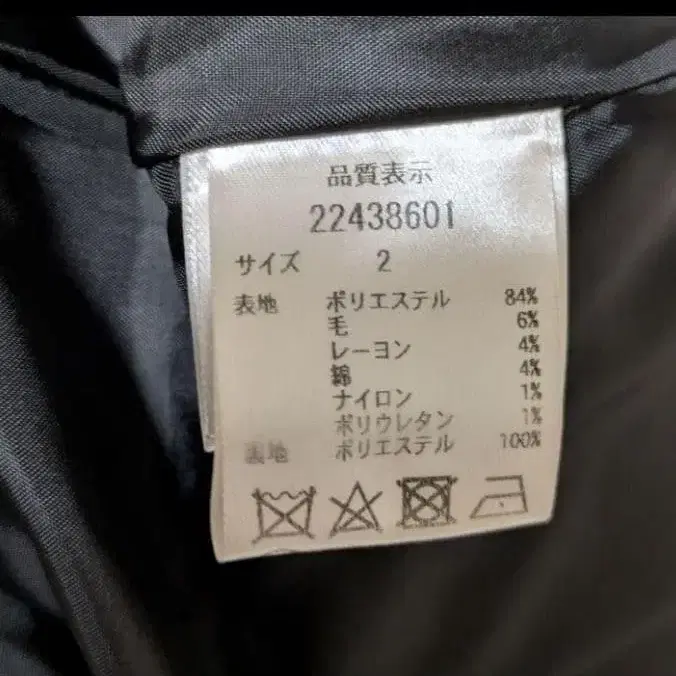 品質表示
22438601
サイズ 2
表地 ポリエステル 84%
毛 6%
レーヨン 4%
綿 4%
ナイロン 1%
ポリウレタン 1%
裏地 ポリエステル 100%